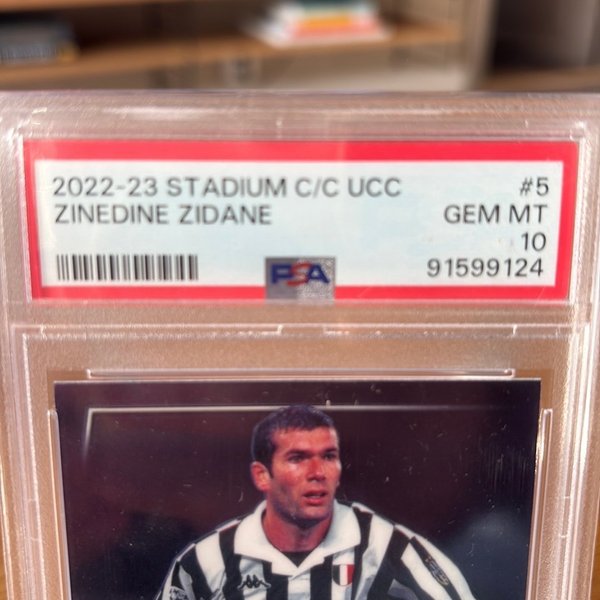 2022-23 STADIUM C/C UCC #5
ZINEDINE ZIDANE GEM MT
10
91599124
PSA